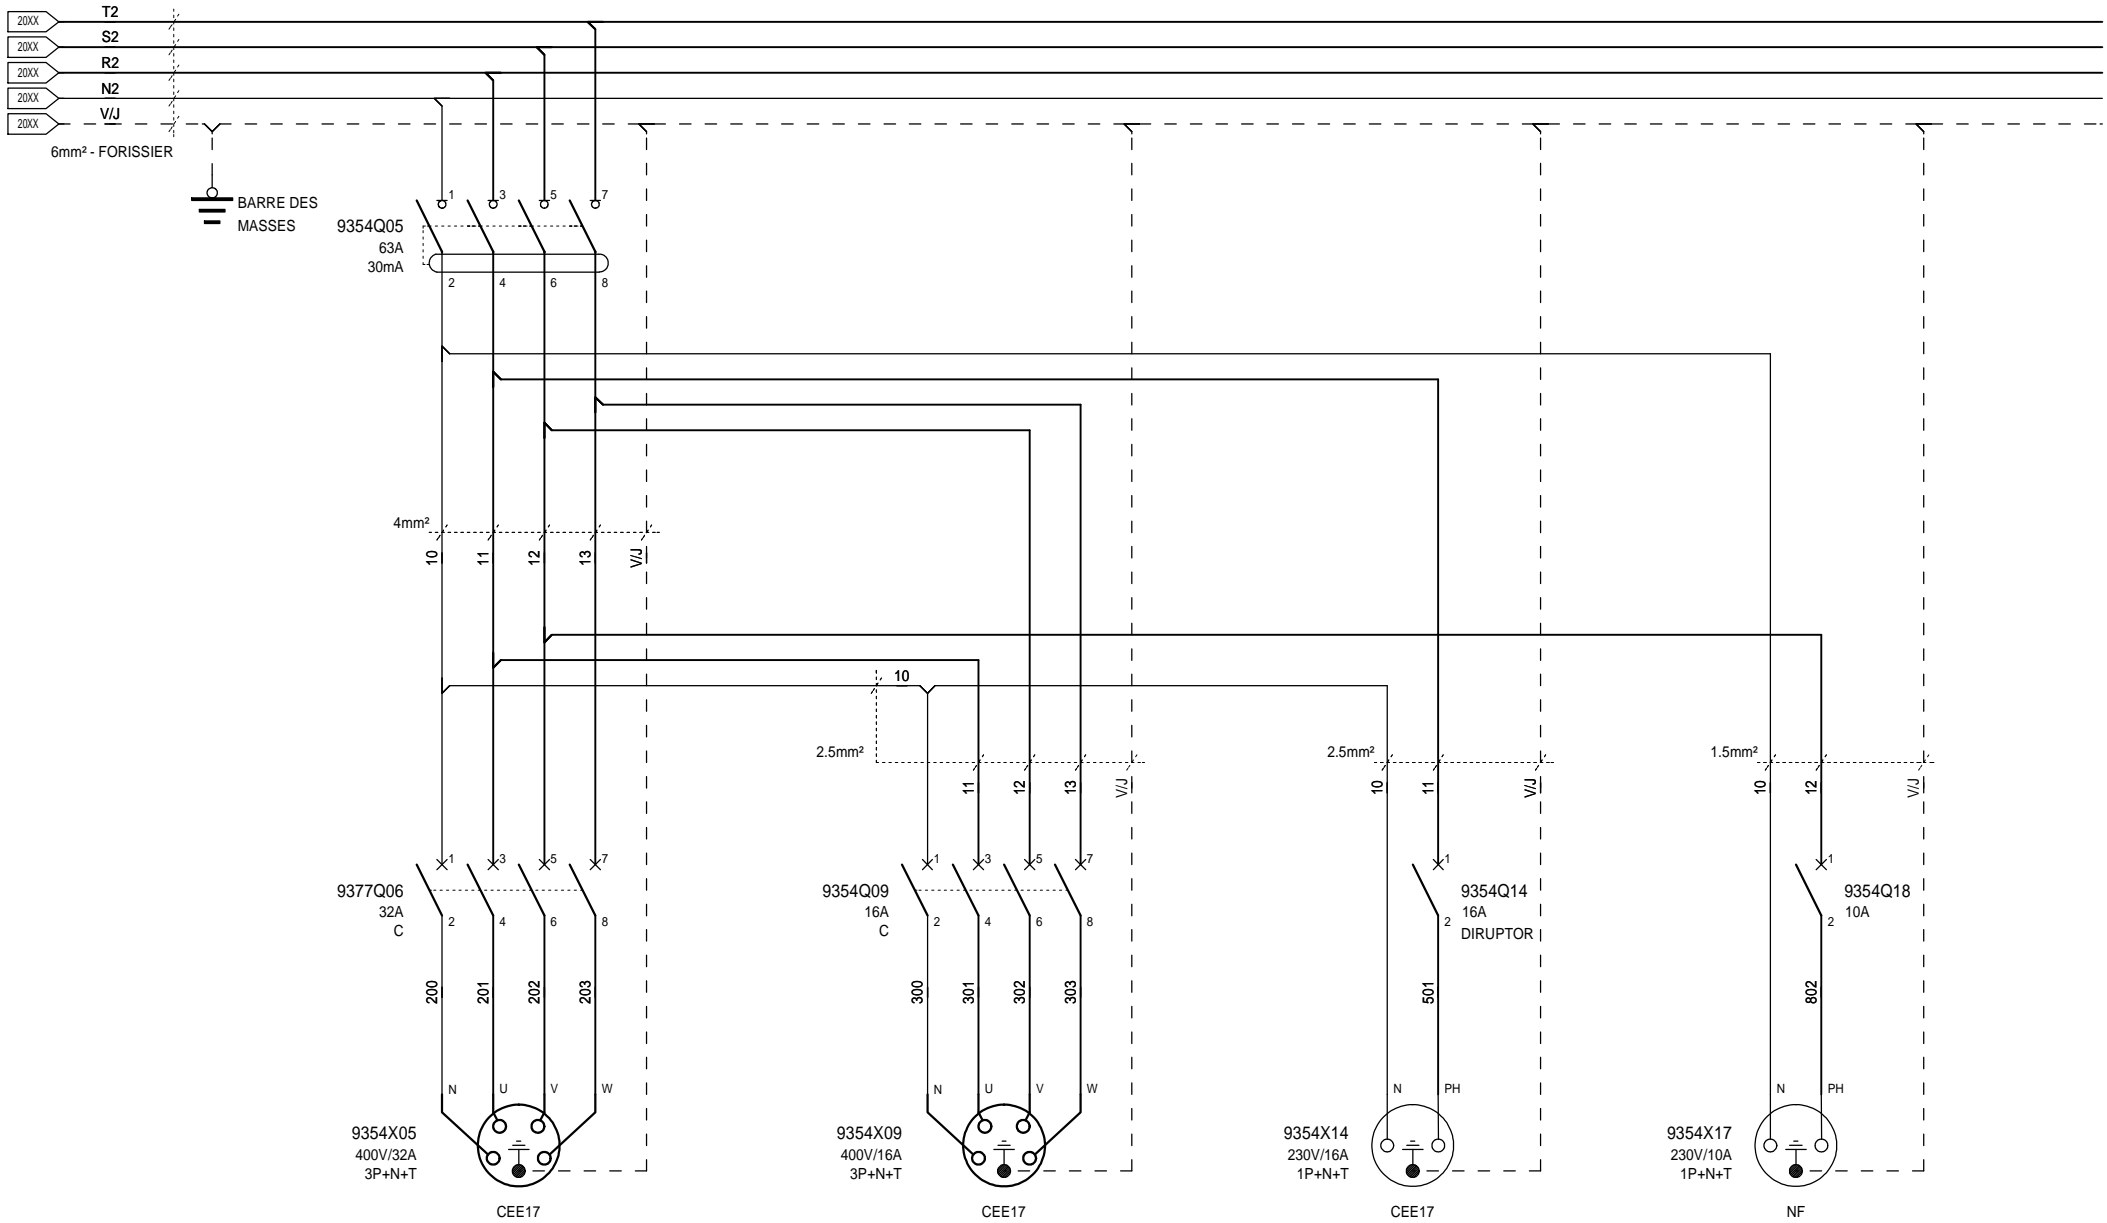 20XX T2
20XX S2
20XX R2
20XX N2
20XX V/J
6mm² - FORISSIER
BARRE DES
MASSES
9354Q05
63A
30mA
1 3 5 7
2 4 6 8
4mm²
10 11 12 13 V/J
10
2.5mm²
11 12 13 V/J
2.5mm²
10 11 V/J
1.5mm²
10 12 V/J
9377Q06
32A
C
1 3 5 7
2 4 6 8
9354Q09
16A
C
1 3 5 7
2 4 6 8
1
2
9354Q14
16A
DIRUPTOR
1
2
9354Q18
10A
200 201 202 203
300 301 302 303
501
802
N U V W
N U V W
N PH
N PH
9354X05
400V/32A
3P+N+T
CEE17
9354X09
400V/16A
3P+N+T
CEE17
9354X14
230V/16A
1P+N+T
CEE17
9354X17
230V/10A
1P+N+T
NF